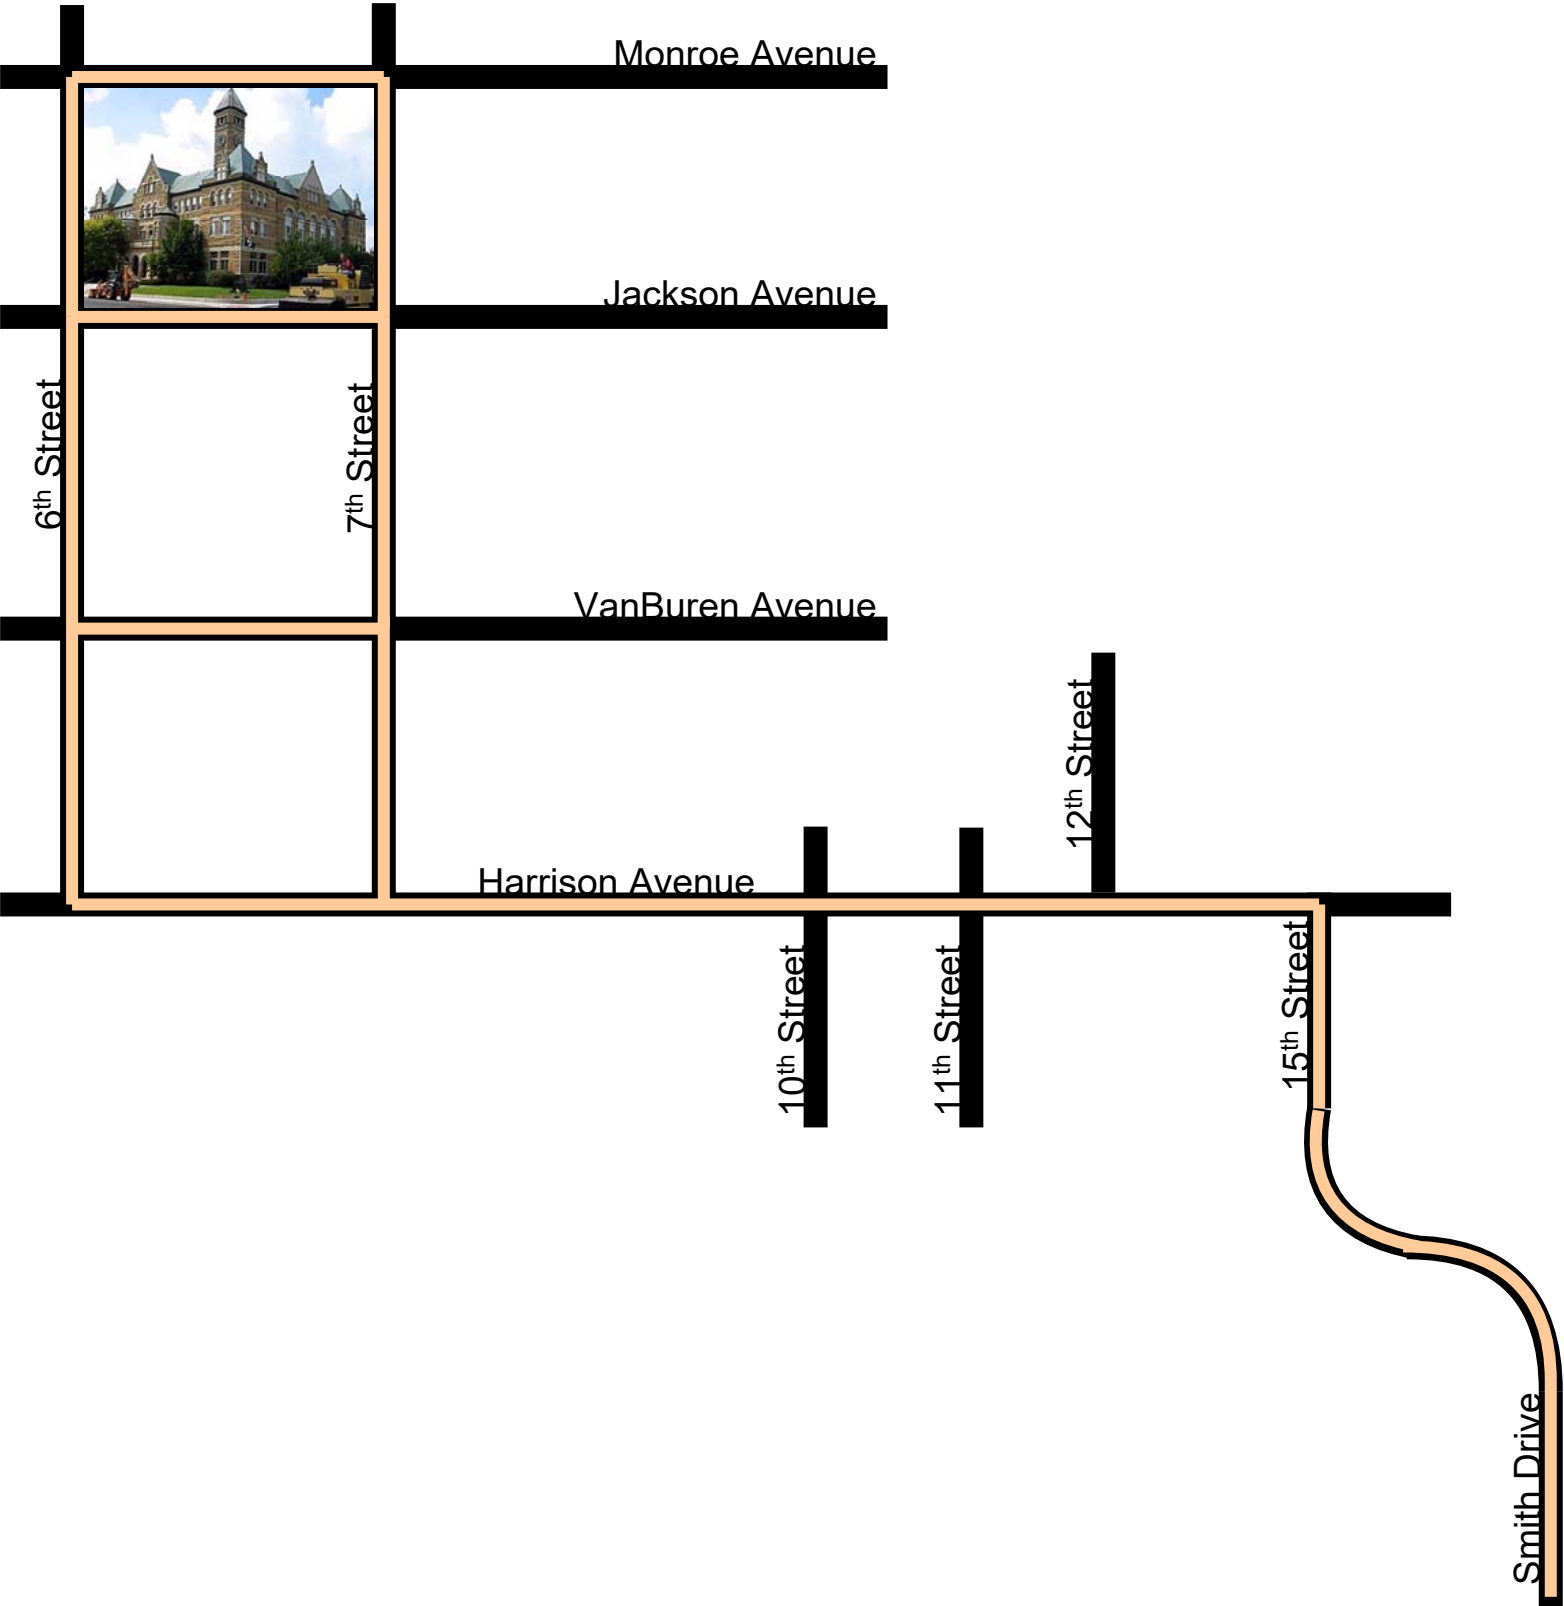 Monroe Avenue
Jackson Avenue
6th Street
7th Street
VanBuren Avenue
12th Street
Harrison Avenue
10th Street
11th Street
15th Street
Smith Drive